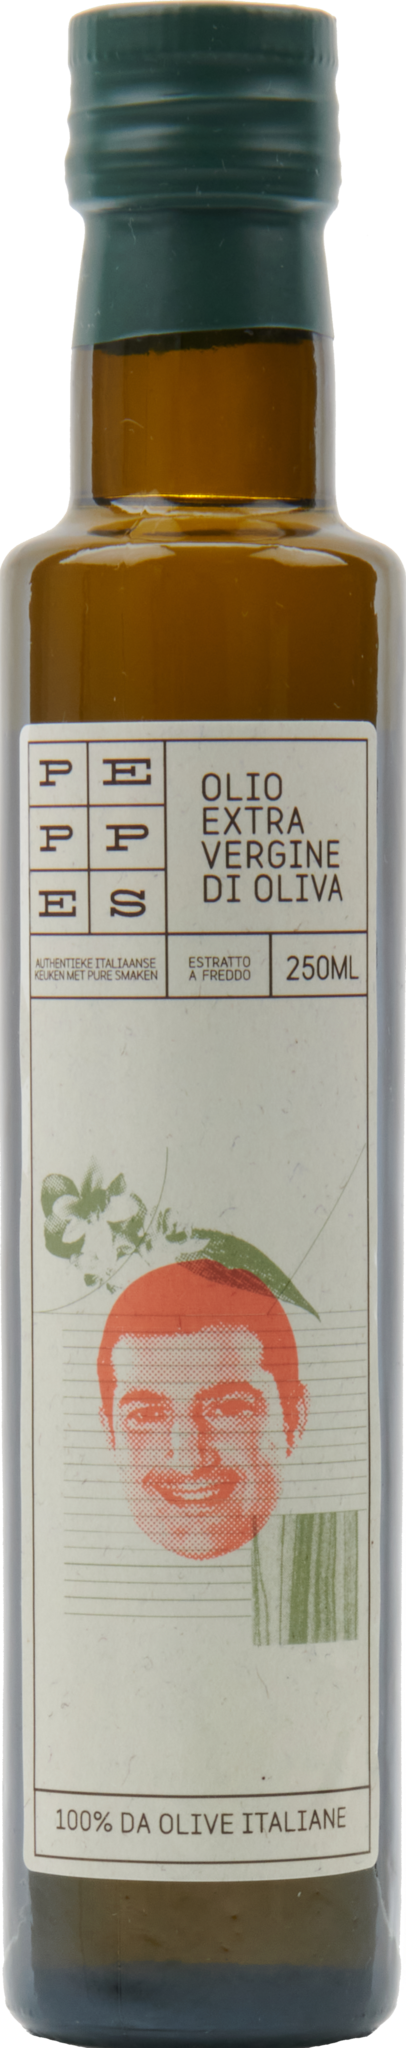 PE
PP
ES
OLIO
EXTRA
VERGINE
DI OLIVA
AUTHENTIEKE ITALIAANSE
KEUKEN MET PURE SMAKEN
ESTRATTO
A FREDDO
250ML
100% DA OLIVE ITALIANE